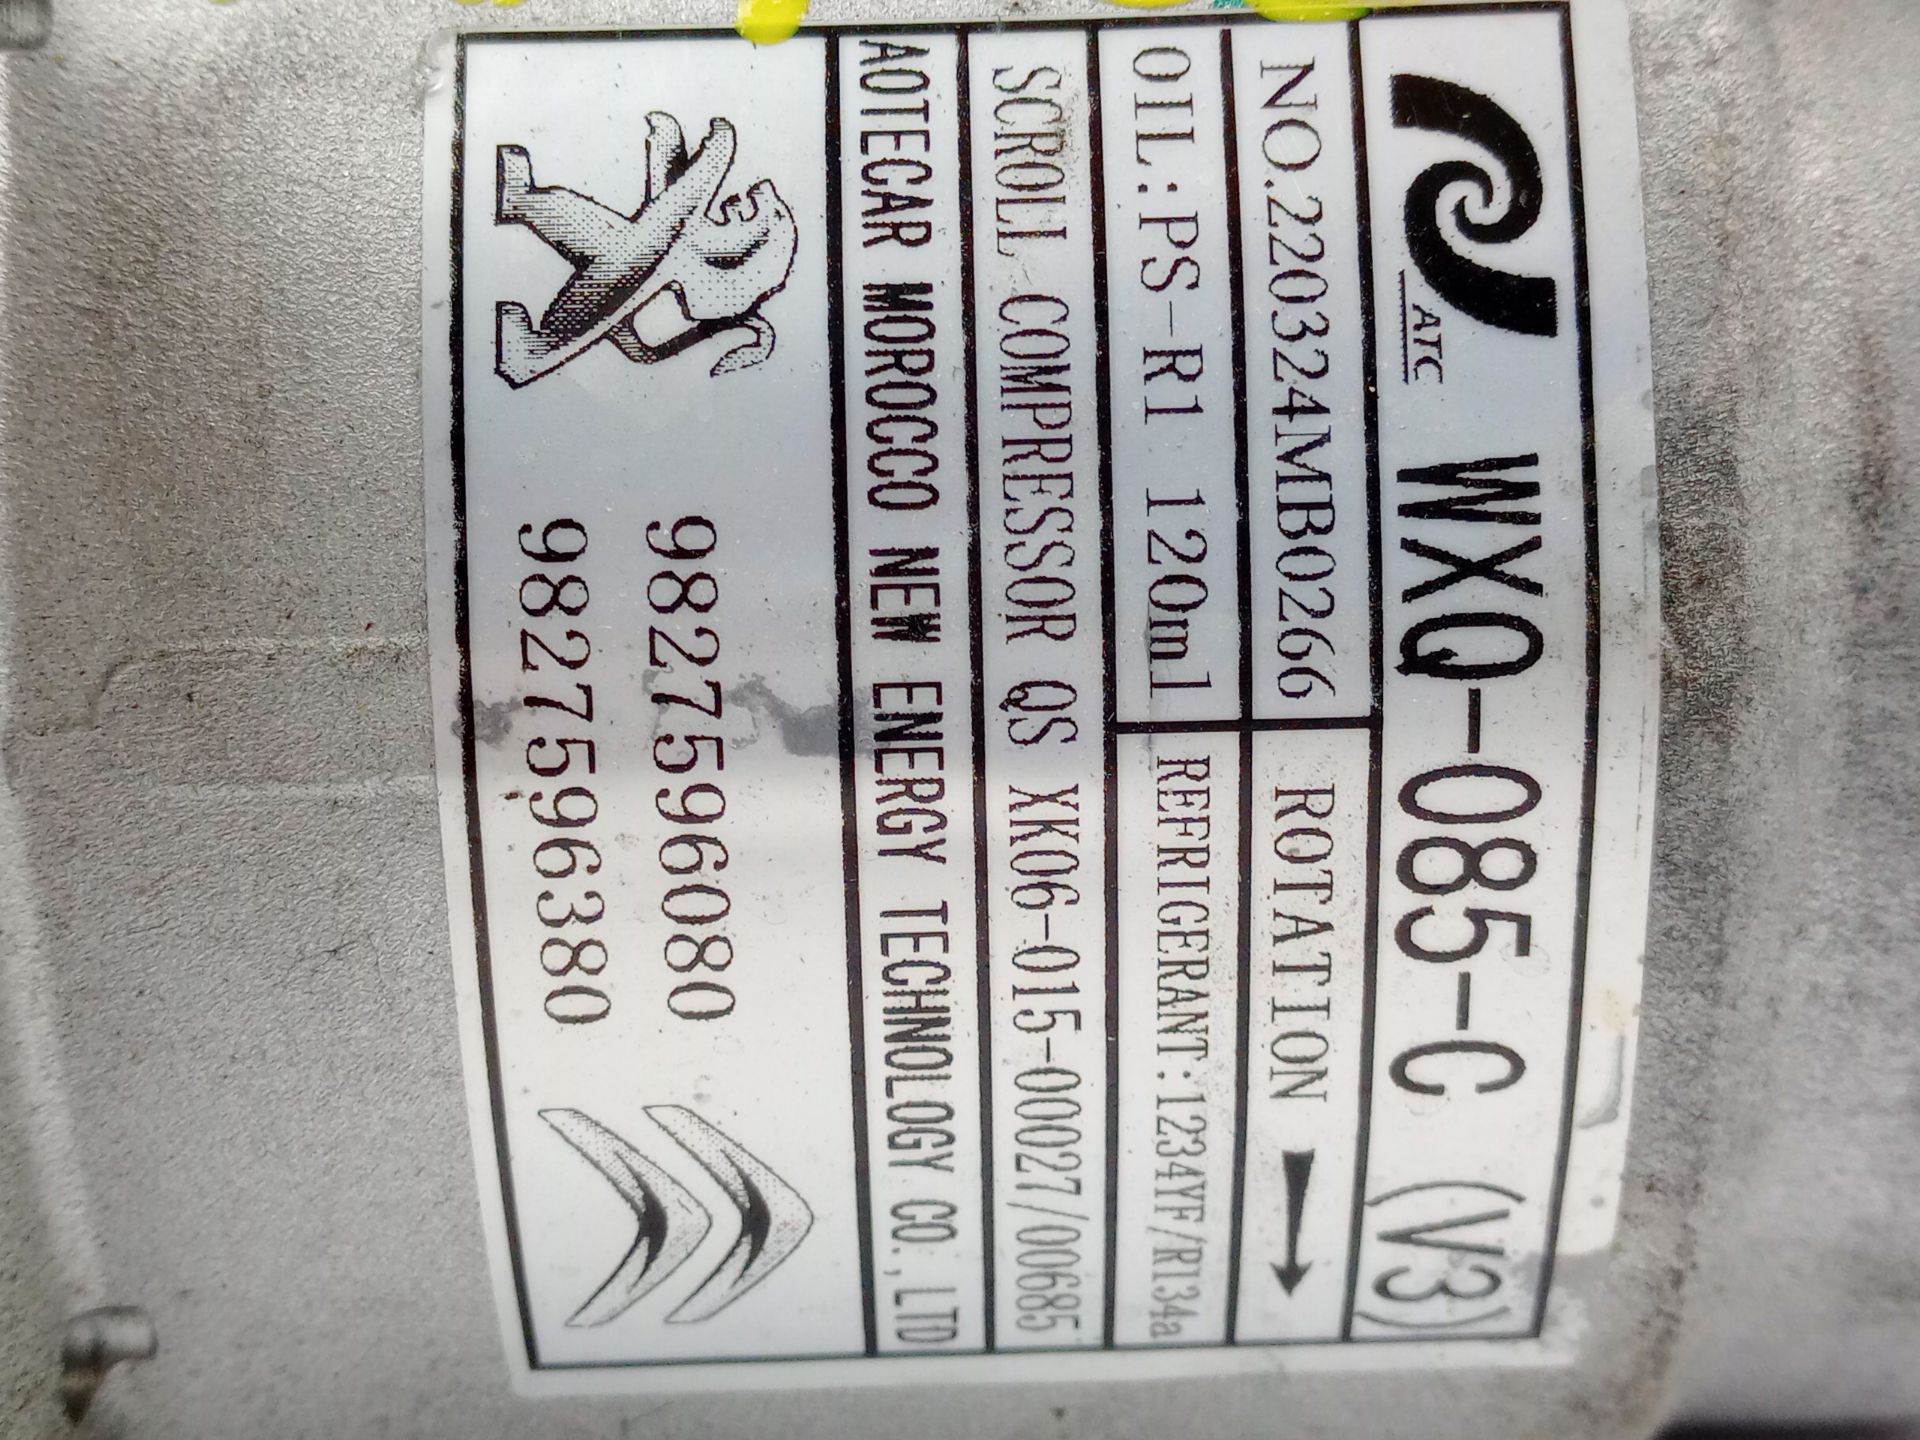 ATC WXQ-085-C (V3)
NO.220324MB0266 ROTATION
OIL:PS-R1 120ml REFRIGERANT:1234YF/R134a
SCROLL COMPRESSOR QS XK06-015-00027/00685
AOTECAR MOROCCO NEW ENERGY TECHNOLOGY CO.,LTD
9827596080
9827596380